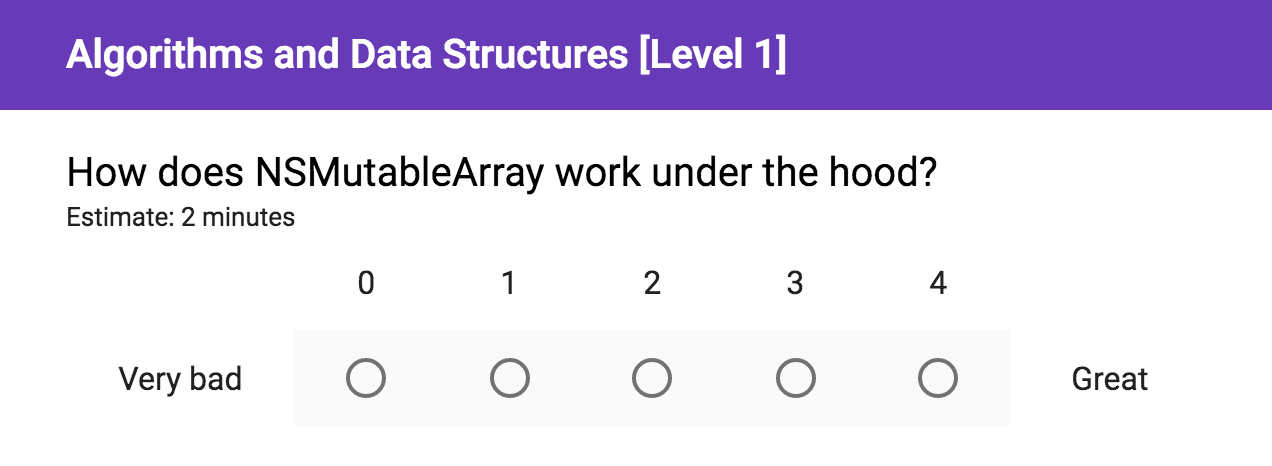 Algorithms and Data Structures [Level 1]
How does NSMutableArray work under the hood?
Estimate: 2 minutes
0 1 2 3 4
Very bad Great